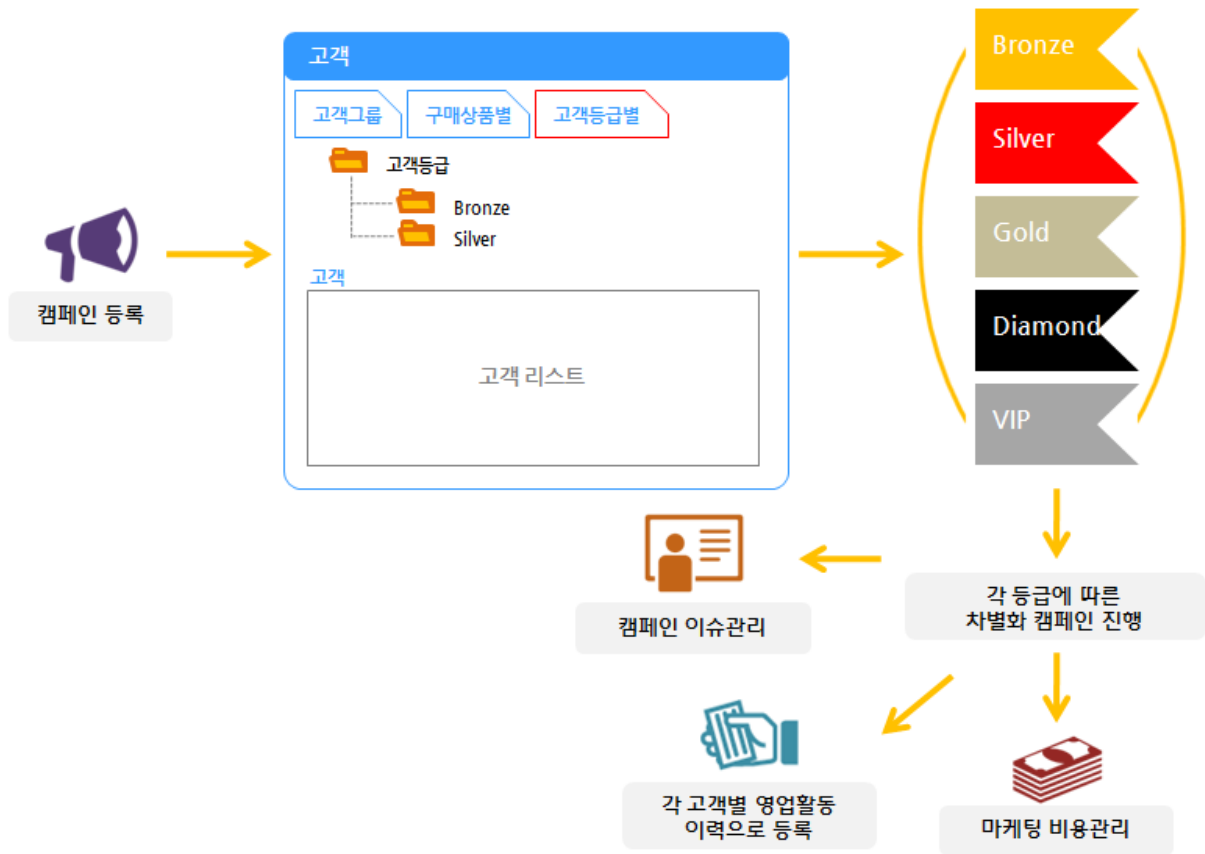 고객
고객그룹
구매상품별
고객등급별
고객등급
Bronze
Silver
고객
고객 리스트
캠페인 등록
Bronze
Silver
Gold
Diamond
VIP
각 등급에 따른
차별화 캠페인 진행
캠페인 이슈관리
각 고객별 영업활동
이력으로 등록
마케팅 비용관리